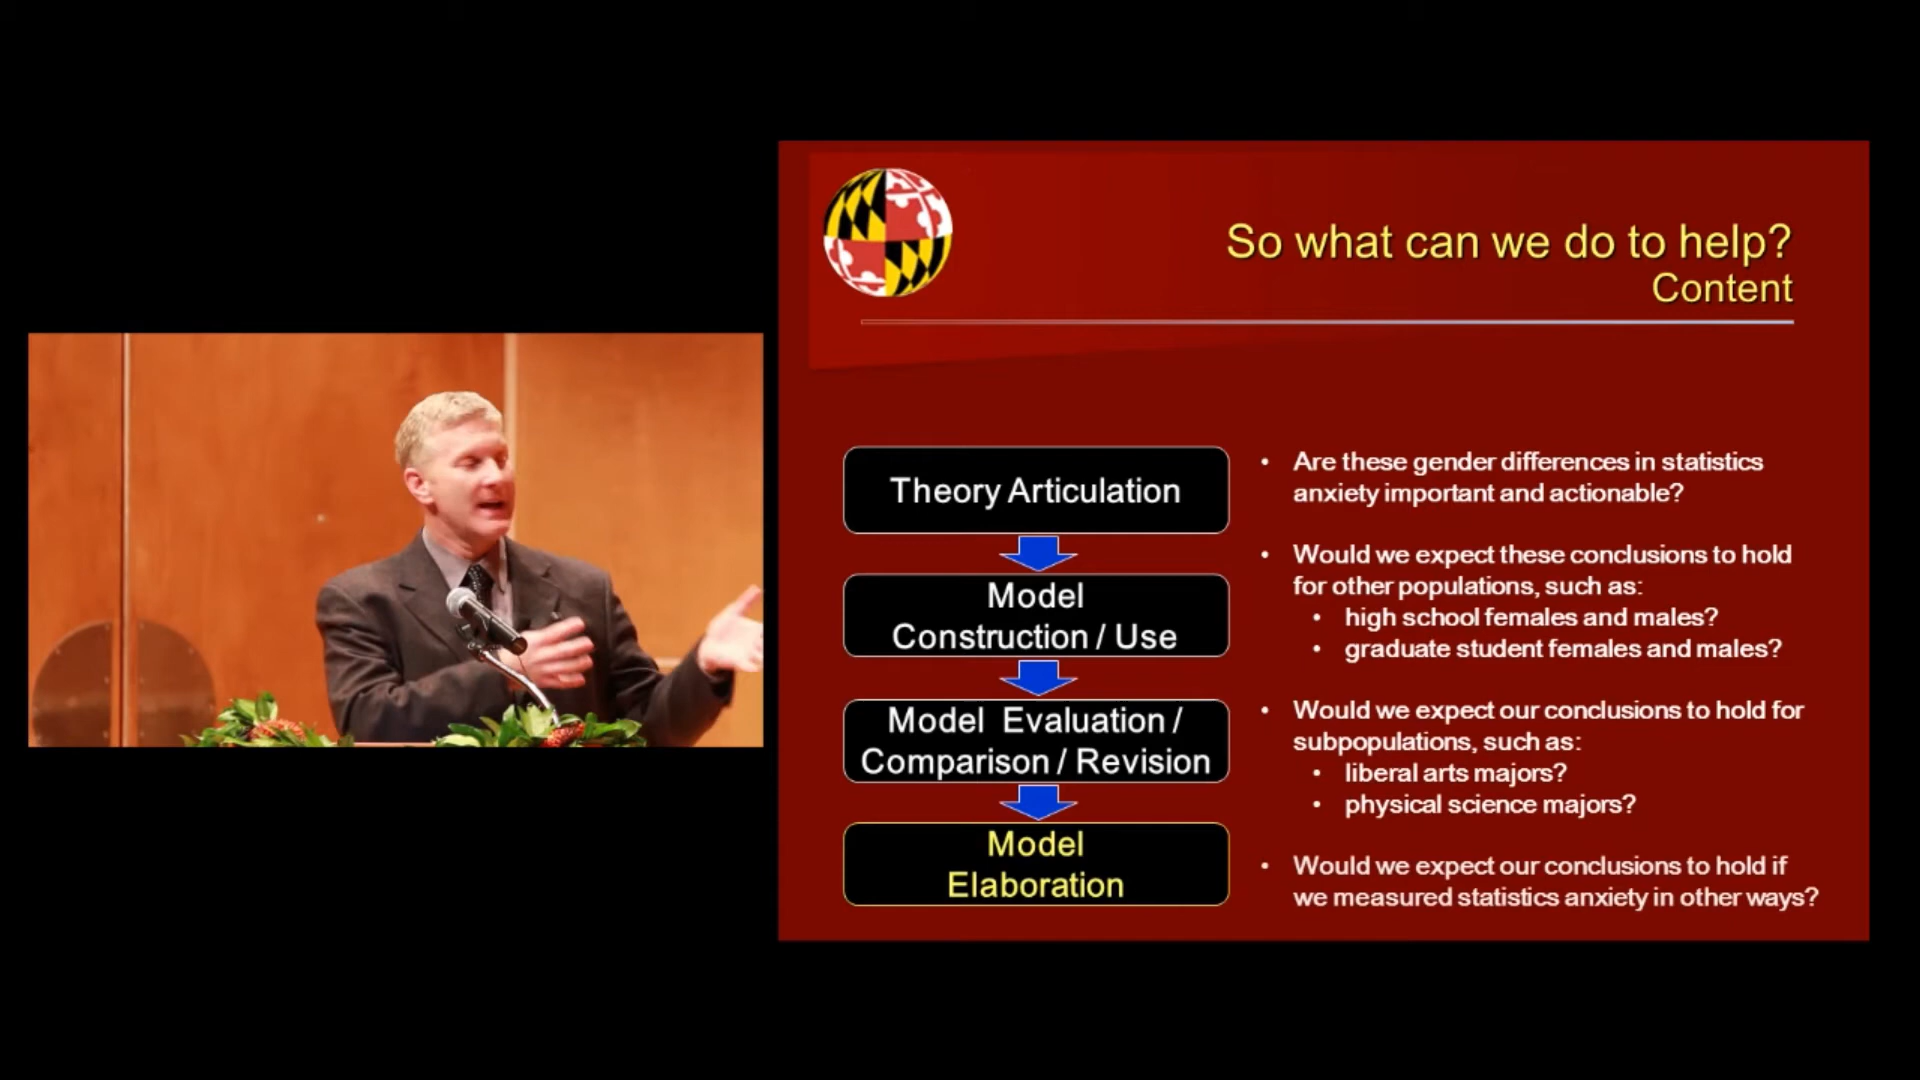 So what can we do to help?
Content
Theory Articulation
Model
Construction / Use
Model Evaluation /
Comparison / Revision
Model
Elaboration
• Are these gender differences in statistics
anxiety important and actionable?
• Would we expect these conclusions to hold
for other populations, such as:
• high school females and males?
• graduate student females and males?
• Would we expect our conclusions to hold for
subpopulations, such as:
• liberal arts majors?
• physical science majors?
• Would we expect our conclusions to hold if
we measured statistics anxiety in other ways?